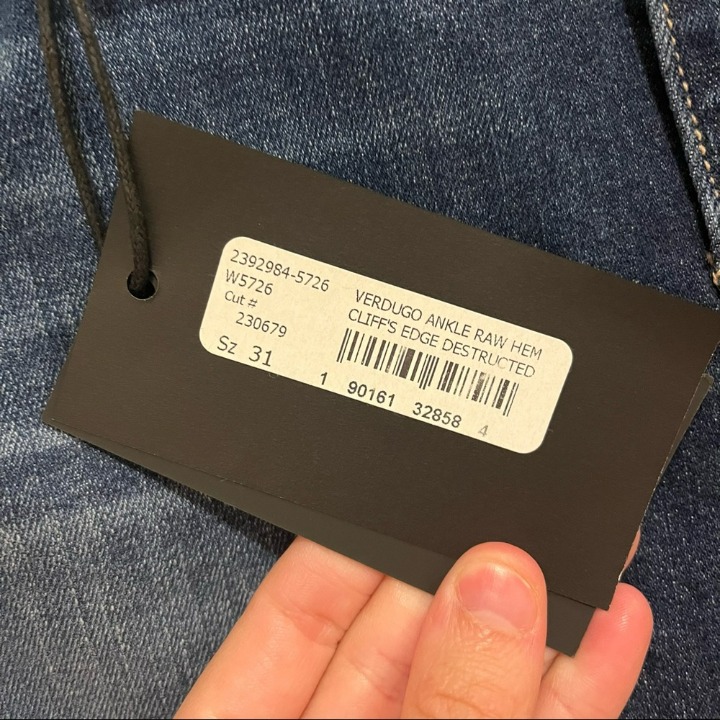 2392984-5726
W5726
Cut #
230679
Sz 31
VERDUGO ANKLE RAW HEM
CLIFF'S EDGE DESTRUCTED
1 90161 32858 4